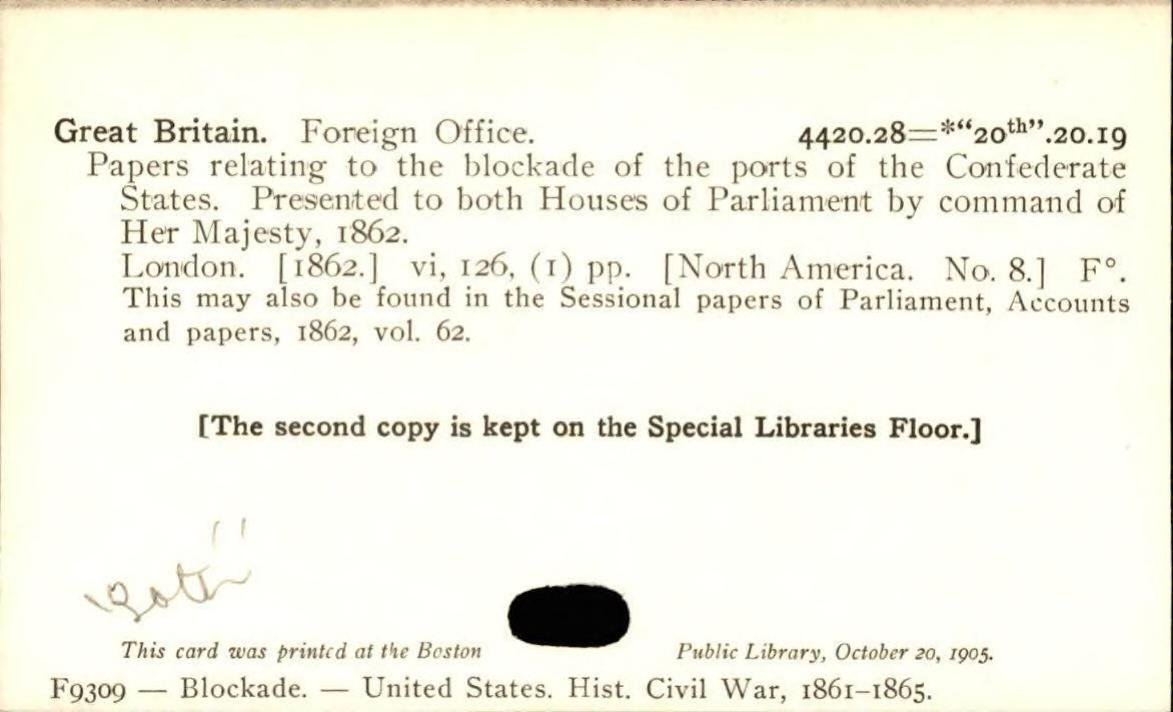 Great Britain. Foreign Office. 4420.28=*“20th”.20.19
Papers relating to the blockade of the ports of the Confederate
States. Presented to both Houses of Parliament by command of
Her Majesty, 1862.
London. [1862.] vi, 126, (1) pp. [North America. No. 8.] F°.
This may also be found in the Sessional papers of Parliament, Accounts
and papers, 1862, vol. 62.
[The second copy is kept on the Special Libraries Floor.]
This card was printed at the Boston Public Library, October 20, 1905.
F9309 — Blockade. — United States. Hist. Civil War, 1861–1865.